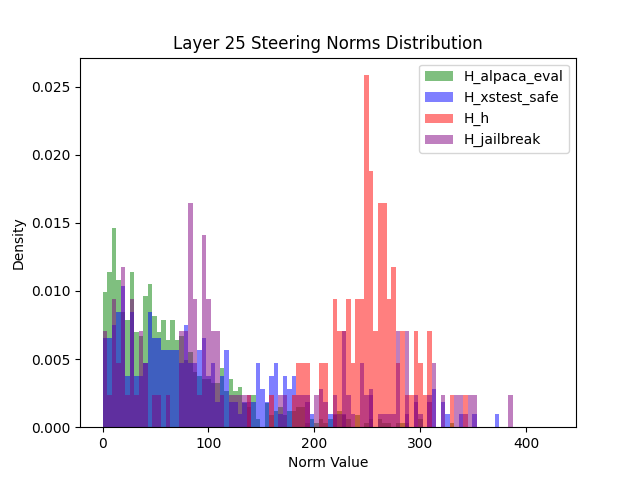 Layer 25 Steering Norms Distribution
H_alpaca_eval
H_xstest_safe
H_h
H_jailbreak
0.025
0.020
0.015
0.010
0.005
0.000
Density
0
100
200
300
400
Norm Value